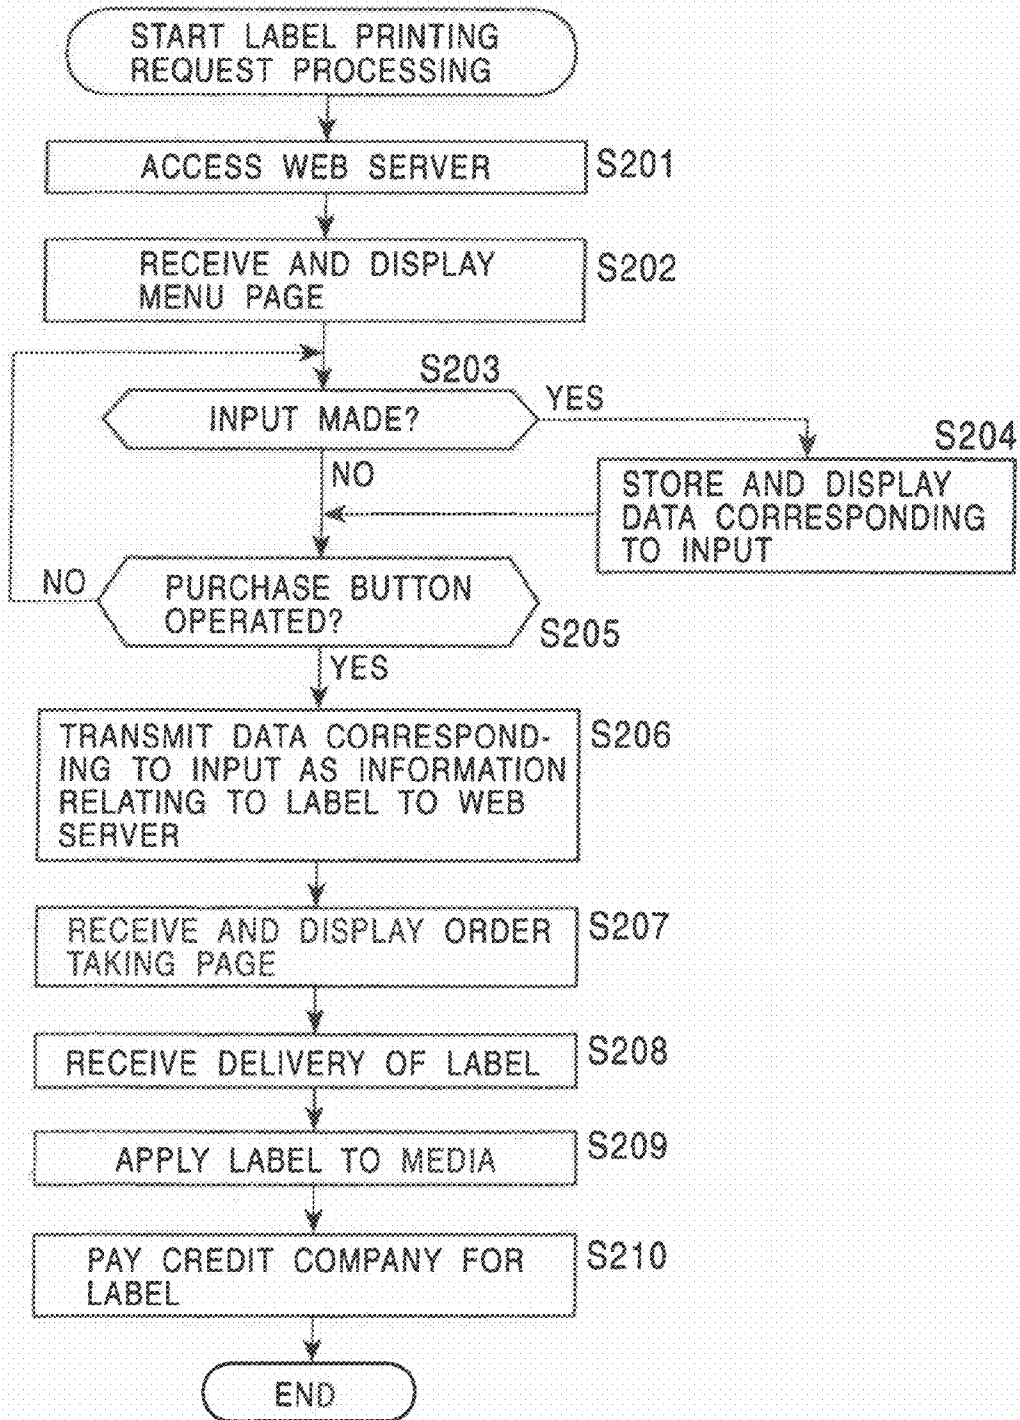 START LABEL PRINTING
REQUEST PROCESSING
ACCESS WEB SERVER
S201
RECEIVE AND DISPLAY
MENU PAGE
S202
S203
INPUT MADE?
YES
NO
S204
STORE AND DISPLAY
DATA CORRESPONDING
TO INPUT
NO
PURCHASE BUTTON
OPERATED?
S205
YES
TRANSMIT DATA CORRESPOND-
ING TO INPUT AS INFORMATION
RELATING TO LABEL TO WEB
SERVER
S206
RECEIVE AND DISPLAY ORDER
TAKING PAGE
S207
RECEIVE DELIVERY OF LABEL
S208
APPLY LABEL TO MEDIA
S209
PAY CREDIT COMPANY FOR
LABEL
S210
END